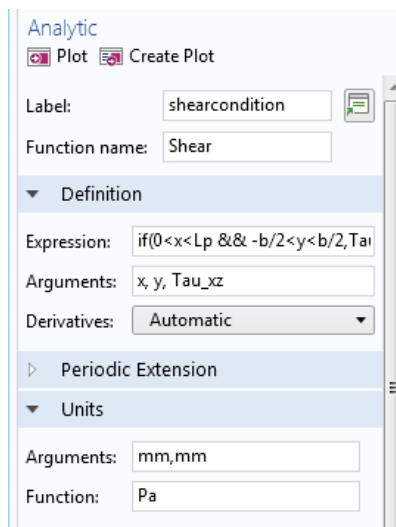 Analytic
Plot Create Plot
Label: shearcondition
Function name: Shear
Definition
Expression: if(0<x<Lp && -b/2<y<b/2,Tau
Arguments: x, y, Tau_xz
Derivatives: Automatic
Periodic Extension
Units
Arguments: mm,mm
Function: Pa